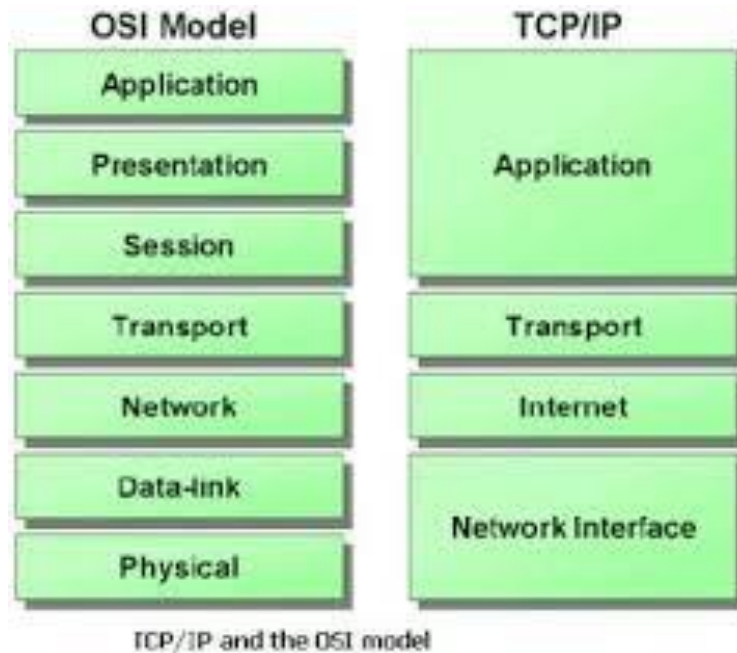 OSI Model
Application
Presentation
Session
Transport
Network
Data-link
Physical
TCP/IP
Application
Transport
Internet
Network Interface
TCP/IP and the OSI model